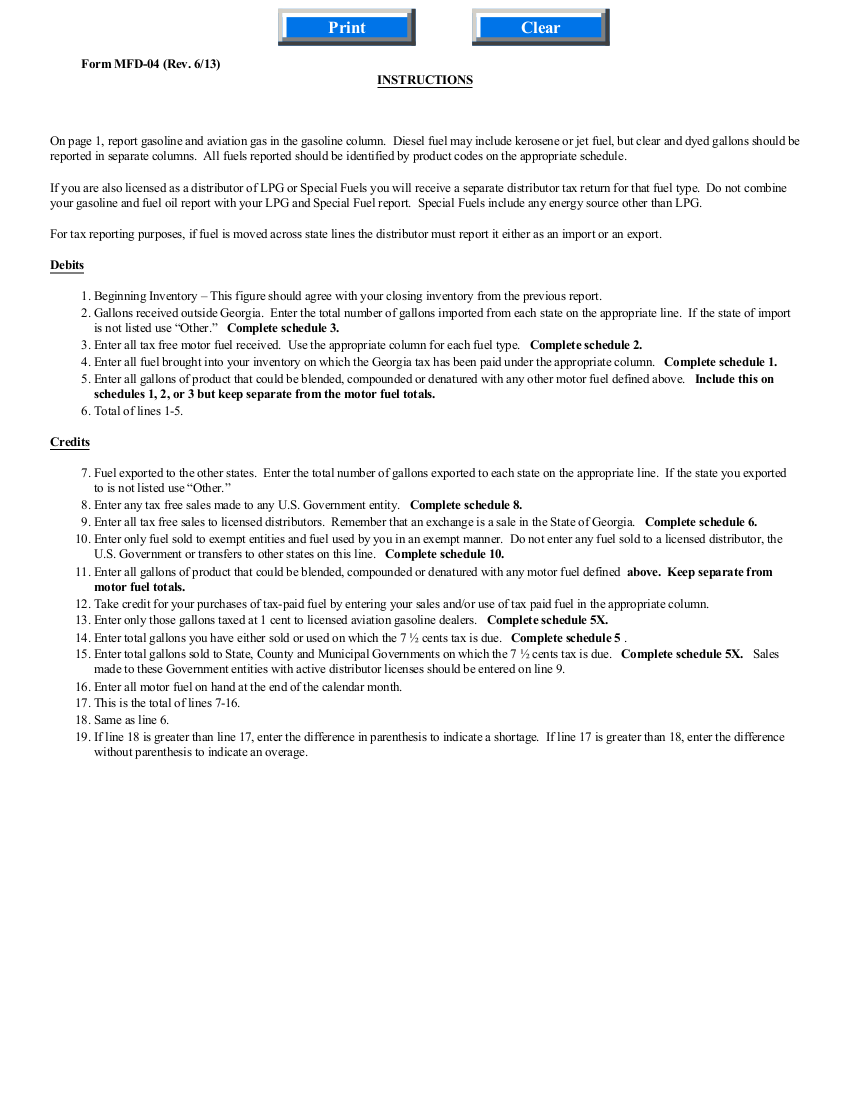 Print Clear
Form MFD-04 (Rev. 6/13)
INSTRUCTIONS
On page 1, report gasoline and aviation gas in the gasoline column.  Diesel fuel may include kerosene or jet fuel, but clear and dyed gallons should be
reported in separate columns.  All fuels reported should be identified by product codes on the appropriate schedule.
If you are also licensed as a distributor of LPG or Special Fuels you will receive a separate distributor tax return for that fuel type.  Do not combine
your gasoline and fuel oil report with your LPG and Special Fuel report.  Special Fuels include any energy source other than LPG.
For tax reporting purposes, if fuel is moved across state lines the distributor must report it either as an import or an export.
Debits
1. Beginning Inventory – This figure should agree with your closing inventory from the previous report.
2. Gallons received outside Georgia.  Enter the total number of gallons imported from each state on the appropriate line.  If the state of import
is not listed use “Other.”  Complete schedule 3.
3. Enter all tax free motor fuel received.  Use the appropriate column for each fuel type.  Complete schedule 2.
4. Enter all fuel brought into your inventory on which the Georgia tax has been paid under the appropriate column.  Complete schedule 1.
5. Enter all gallons of product that could be blended, compounded or denatured with any other motor fuel defined above.  Include this on
schedules 1, 2, or 3 but keep separate from the motor fuel totals.
6. Total of lines 1-5.
Credits
7. Fuel exported to the other states.  Enter the total number of gallons exported to each state on the appropriate line.  If the state you exported
to is not listed use “Other.”
8. Enter any tax free sales made to any U.S. Government entity.  Complete schedule 8.
9. Enter all tax free sales to licensed distributors.  Remember that an exchange is a sale in the State of Georgia.  Complete schedule 6.
10. Enter only fuel sold to exempt entities and fuel used by you in an exempt manner.  Do not enter any fuel sold to a licensed distributor, the
U.S. Government or transfers to other states on this line.  Complete schedule 10.
11. Enter all gallons of product that could be blended, compounded or denatured with any motor fuel defined above.  Keep separate from
motor fuel totals.
12. Take credit for your purchases of tax-paid fuel by entering your sales and/or use of tax paid fuel in the appropriate column.
13. Enter only those gallons taxed at 1 cent to licensed aviation gasoline dealers.  Complete schedule 5X.
14. Enter total gallons you have either sold or used on which the 7 ½ cents tax is due.  Complete schedule 5 .
15. Enter total gallons sold to State, County and Municipal Governments on which the 7 ½ cents tax is due.  Complete schedule 5X.  Sales
made to these Government entities with active distributor licenses should be entered on line 9.
16. Enter all motor fuel on hand at the end of the calendar month.
17. This is the total of lines 7-16.
18. Same as line 6.
19. If line 18 is greater than line 17, enter the difference in parenthesis to indicate a shortage.  If line 17 is greater than 18, enter the difference
without parenthesis to indicate an overage.